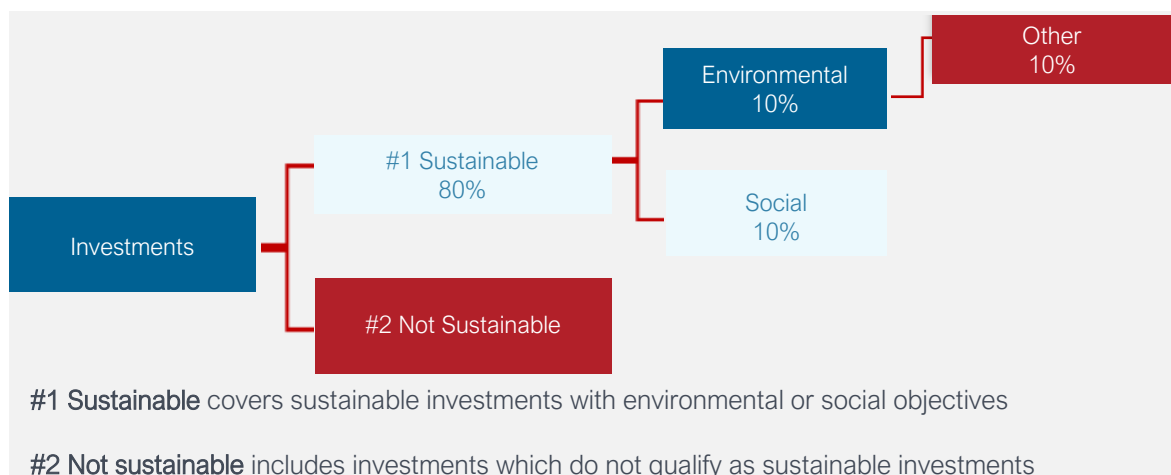 Other
10%
Environmental
10%
#1 Sustainable
80%
Social
10%
Investments
#2 Not Sustainable
#1 Sustainable covers sustainable investments with environmental or social objectives
#2 Not sustainable includes investments which do not qualify as sustainable investments